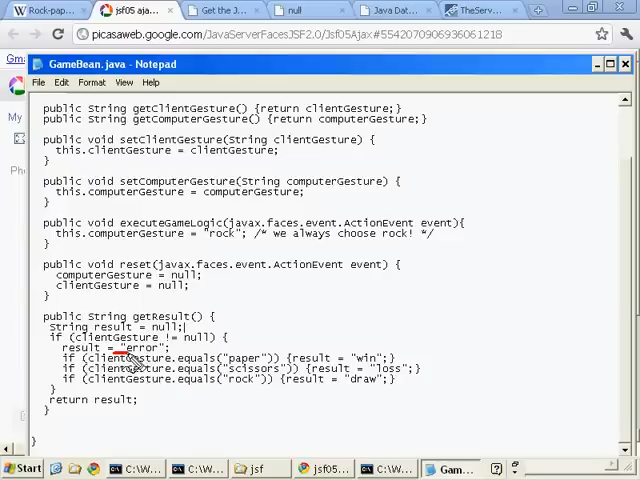 Rock-pap...
jsf05 ajax...
Get the J...
null
Java Dat...
TheServ...
picasaweb.google.com/JavaServerFacesJSF2.0/Jsf05Ajax#5542070906936061218
Gma
GameBean.java - Notepad
File Edit Format View Help
My
Pho
public String getClientGesture() {return clientGesture;}
public String getComputerGesture() {return computerGesture;}
public void setClientGesture(String clientGesture) {
this.clientGesture = clientGesture;
}
public void setComputerGesture(String computerGesture) {
this.computerGesture = computerGesture;
}
public void executeGameLogic(javax.faces.event.ActionEvent event){
this.computerGesture = "rock"; /* we always choose rock! */
}
public void reset(javax.faces.event.ActionEvent event) {
computerGesture = null;
clientGesture = null;
}
public String getResult() {
String result = null;
if (clientGesture != null) {
result = "error";
if (clientGesture.equals("paper")) {result = "win";}
if (clientGesture.equals("scissors")) {result = "loss";}
if (clientGesture.equals("rock")) {result = "draw";}
}
return result;
}
}
Start
C:\W...
C:\W...
jsf
jsf05...
C:\W...
Gam...